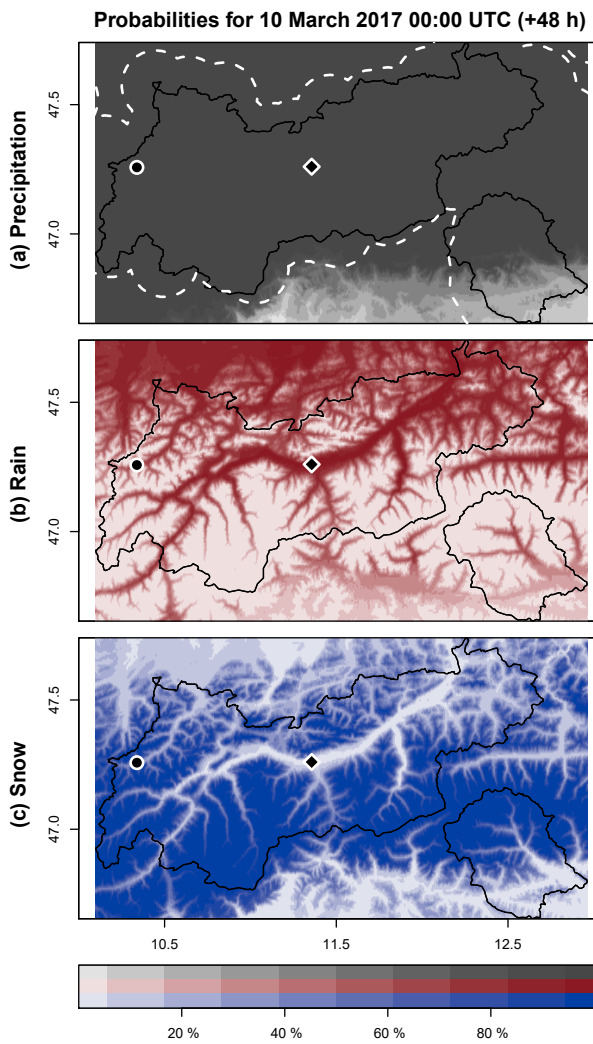 Probabilities for 10 March 2017 00:00 UTC (+48 h)
(a) Precipitation
47.5
47.0
(b) Rain
47.5
47.0
(c) Snow
47.5
47.0
10.5 11.5 12.5
20 % 40 % 60 % 80 %